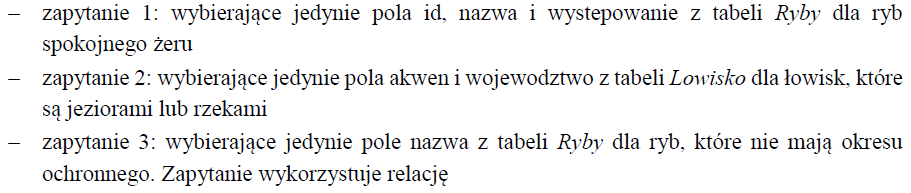 – zapytanie 1: wybierające jedynie pola id, nazwa i wystepowanie z tabeli Ryby dla ryb
spokojnego żeru
– zapytanie 2: wybierające jedynie pola akwen i wojewodztwo z tabeli Lowisko dla łowisk, które
są jeziorami lub rzekami
– zapytanie 3: wybierające jedynie pole nazwa z tabeli Ryby dla ryb, które nie mają okresu
ochronnego. Zapytanie wykorzystuje relację